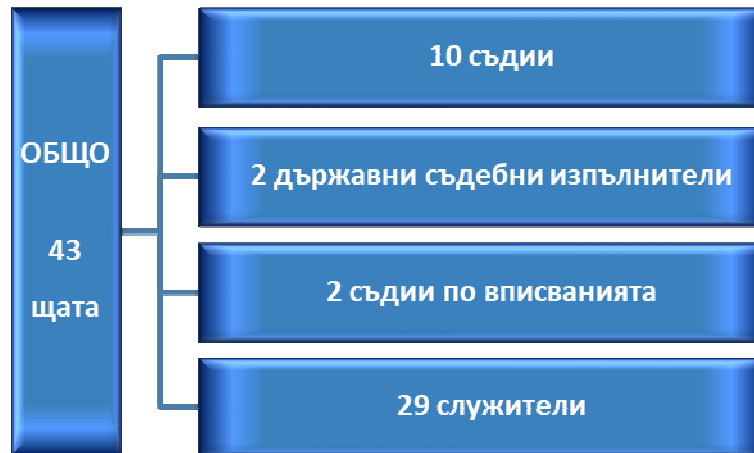 ОБЩО
43
щата
10 съдии
2 държавни съдебни изпълнители
2 съдии по вписванията
29 служители